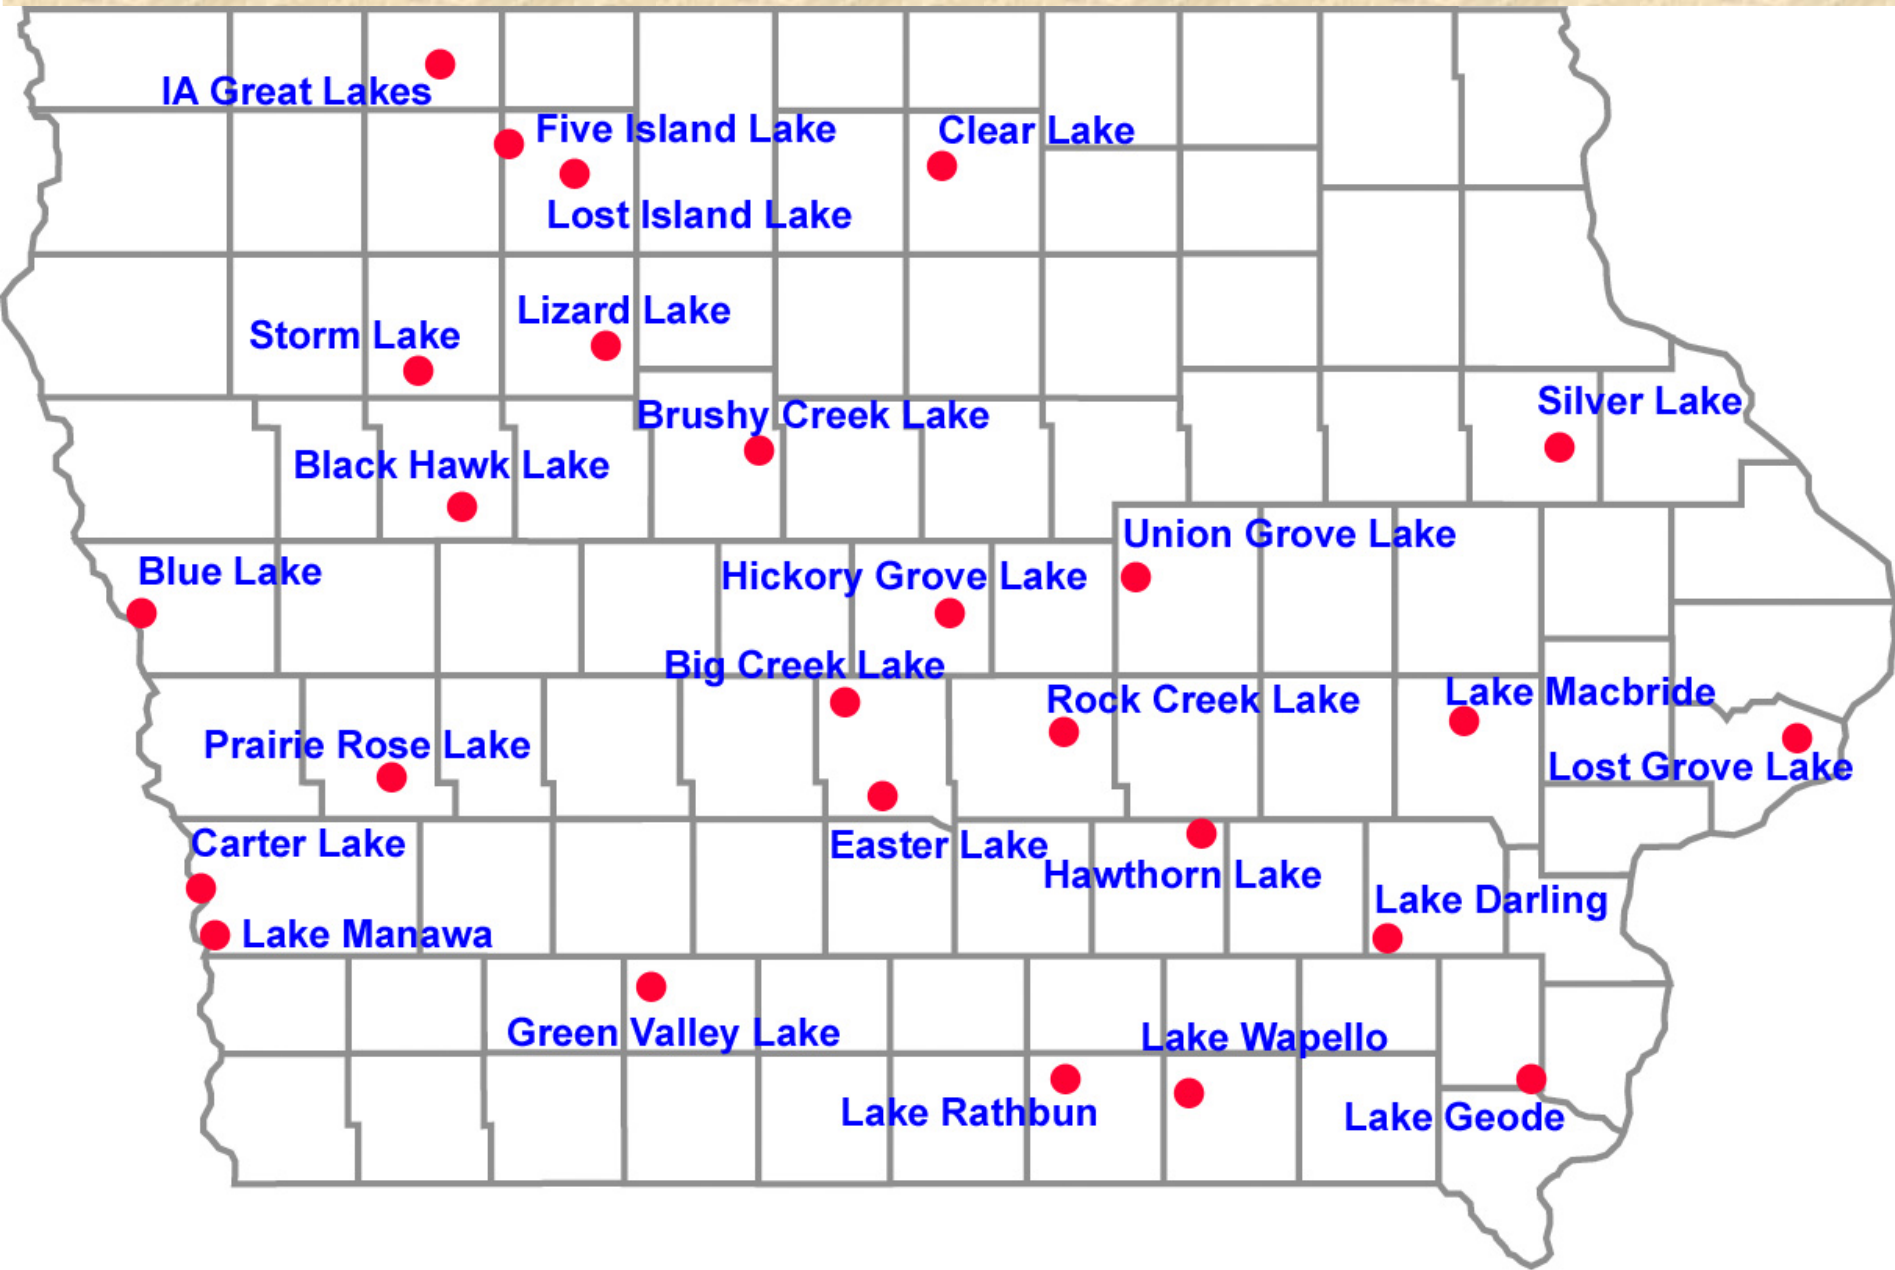 IA Great Lakes
Five Island Lake
Clear Lake
Lost Island Lake
Lizard Lake
Storm Lake
Silver Lake
Brushy Creek Lake
Black Hawk Lake
Union Grove Lake
Blue Lake
Hickory Grove Lake
Big Creek Lake
Lake Macbride
Rock Creek Lake
Prairie Rose Lake
Lost Grove Lake
Carter Lake
Easter Lake
Hawthorn Lake
Lake Darling
Lake Manawa
Green Valley Lake
Lake Wapello
Lake Rathbun
Lake Geode